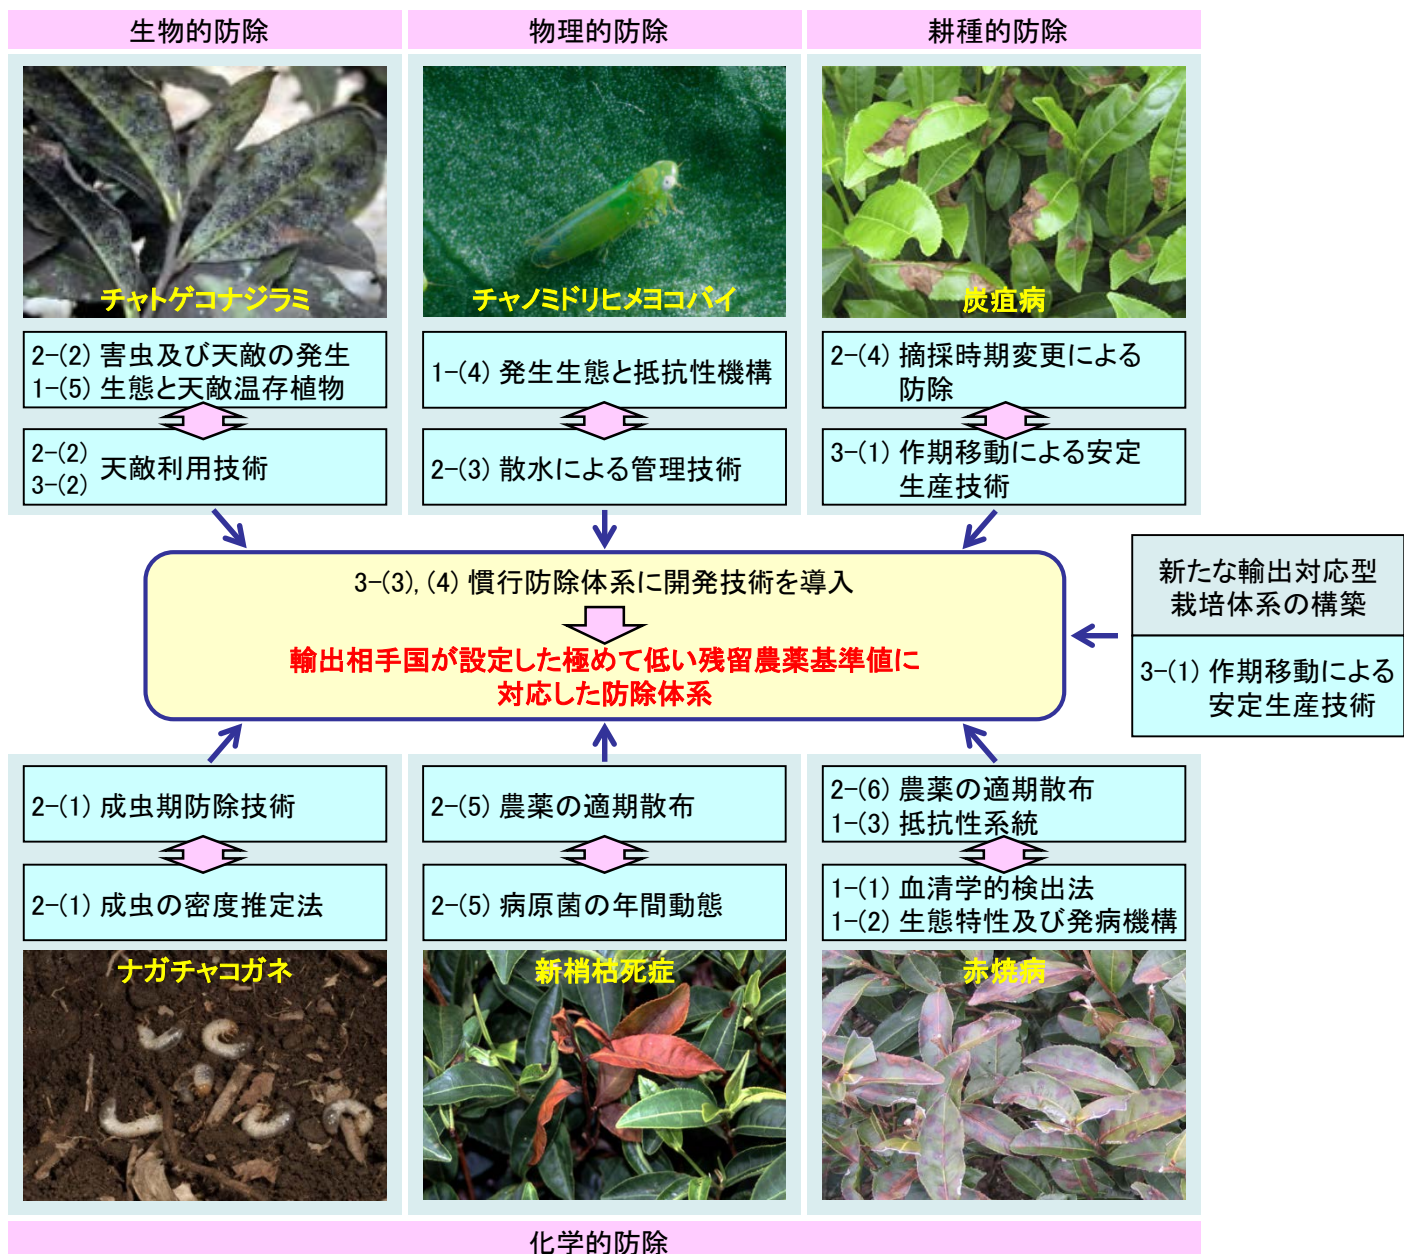 生物的防除
物理的防除
耕種的防除
チャトゲコナジラミ
チャノミドリヒメヨコバイ
炭疽病
2-(2) 害虫及び天敵の発生
1-(5) 生態と天敵温存植物
1-(4) 発生生態と抵抗性機構
2-(4) 摘採時期変更による
防除
2-(2)
3-(2)
天敵利用技術
2-(3) 散水による管理技術
3-(1) 作期移動による安定
生産技術
3-(3), (4) 慣行防除体系に開発技術を導入
輸出相手国が設定した極めて低い残留農薬基準値に
対応した防除体系
新たな輸出対応型
栽培体系の構築
3-(1) 作期移動による
安定生産技術
2-(1) 成虫期防除技術
2-(5) 農薬の適期散布
2-(6) 農薬の適期散布
1-(3) 抵抗性系統
2-(1) 成虫の密度推定法
2-(5) 病原菌の年間動態
1-(1) 血清学的検出法
1-(2) 生態特性及び発病機構
ナガチャコガネ
新梢枯死症
赤焼病
化学的防除